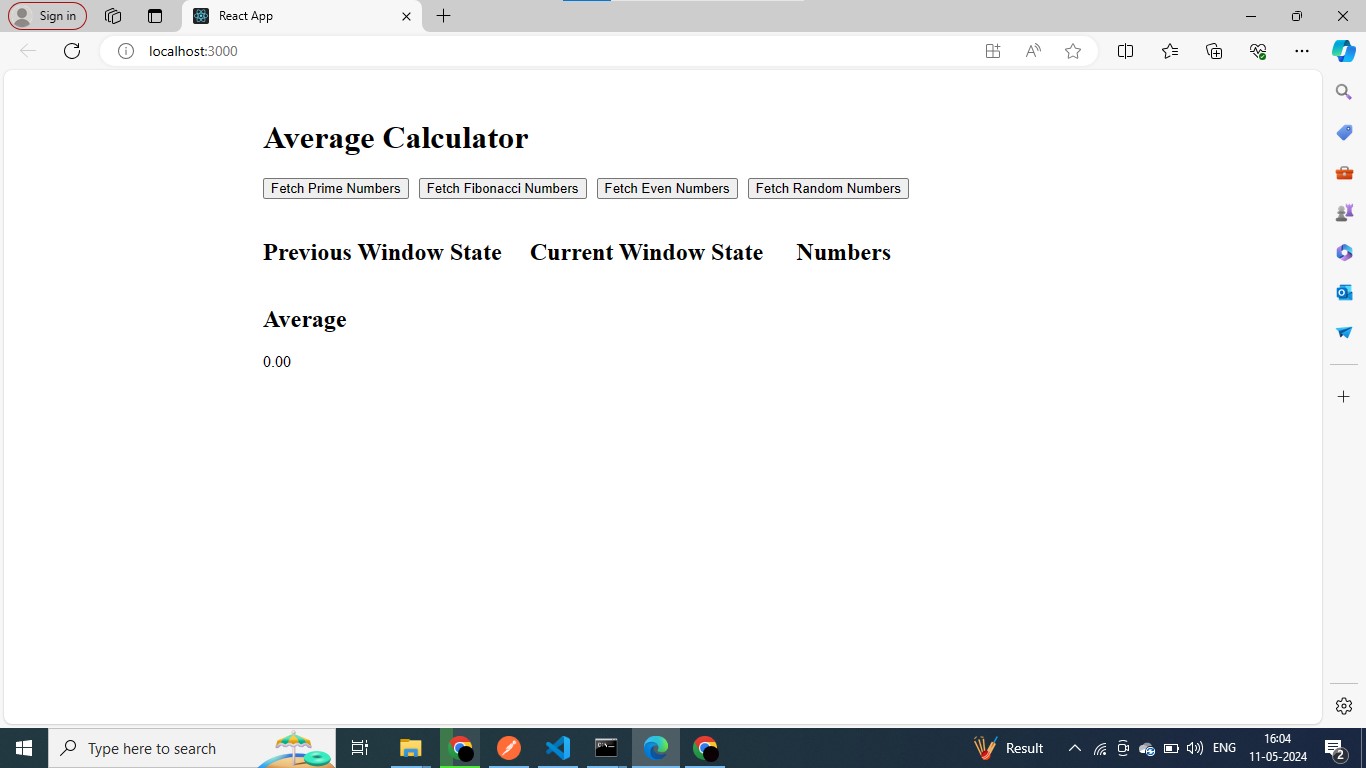 Sign in
React App
localhost:3000
Average Calculator
Fetch Prime Numbers Fetch Fibonacci Numbers Fetch Even Numbers Fetch Random Numbers
Previous Window State Current Window State Numbers
Average
0.00
Type here to search
Result
ENG
16:04
11-05-2024
2